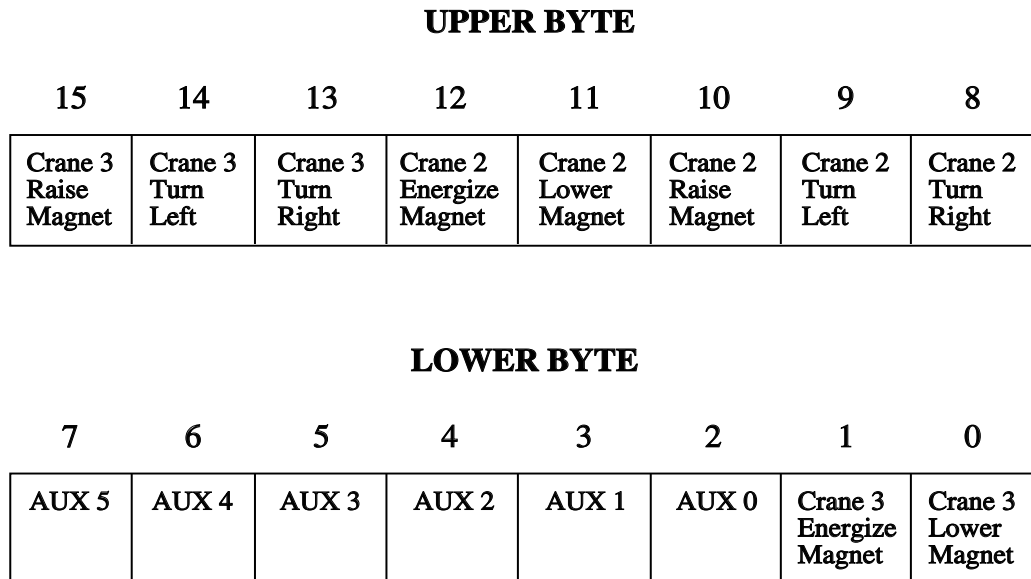 UPPER BYTE
15 14 13 12 11 10 9 8
Crane 3 Crane 3 Crane 3 Crane 2 Crane 2 Crane 2 Crane 2 Crane 2
Raise Turn Turn Energize Lower Raise Turn Turn
Magnet Left Right Magnet Magnet Magnet Left Right
LOWER BYTE
7 6 5 4 3 2 1 0
AUX 5 AUX 4 AUX 3 AUX 2 AUX 1 AUX 0 Crane 3 Crane 3
Energize Lower
Magnet Magnet